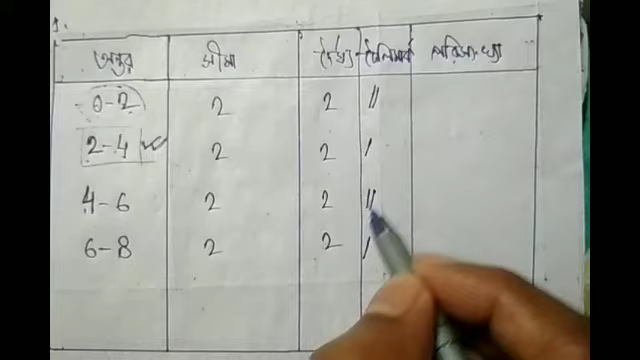 1.
অন্তর সীমা দৈর্ঘ্য টেলিমার্ক পরিসংখ্যা
0-2 2 2 //
2-4 2 2 /
4-6 2 2 //
6-8 2 2 /